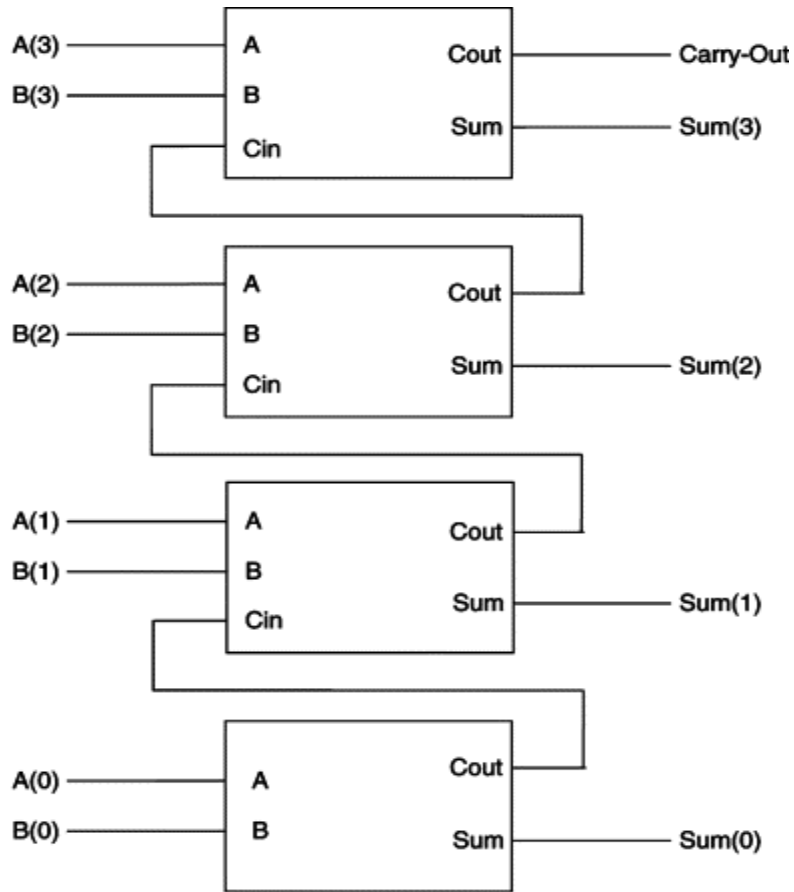 A(3) A Cout Carry-Out
B(3) B
Sum Sum(3)
Cin
A(2) A Cout
B(2) B
Sum Sum(2)
Cin
A(1) A Cout
B(1) B
Sum Sum(1)
Cin
Cout
A(0) A
B(0) B
Sum Sum(0)